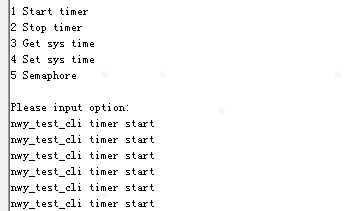 1 Start timer
2 Stop timer
3 Get sys time
4 Set sys time
5 Semaphore
Please input option:
nwy_test_cli timer start
nwy_test_cli timer start
nwy_test_cli timer start
nwy_test_cli timer start
nwy_test_cli timer start
nwy_test_cli timer start